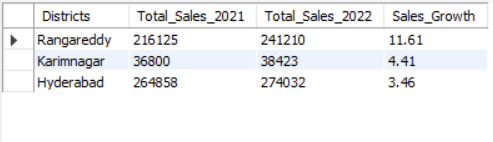 Districts Total_Sales_2021 Total_Sales_2022 Sales_Growth
Rangareddy 216125 241210 11.61
Karimnagar 36800 38423 4.41
Hyderabad 264858 274032 3.46